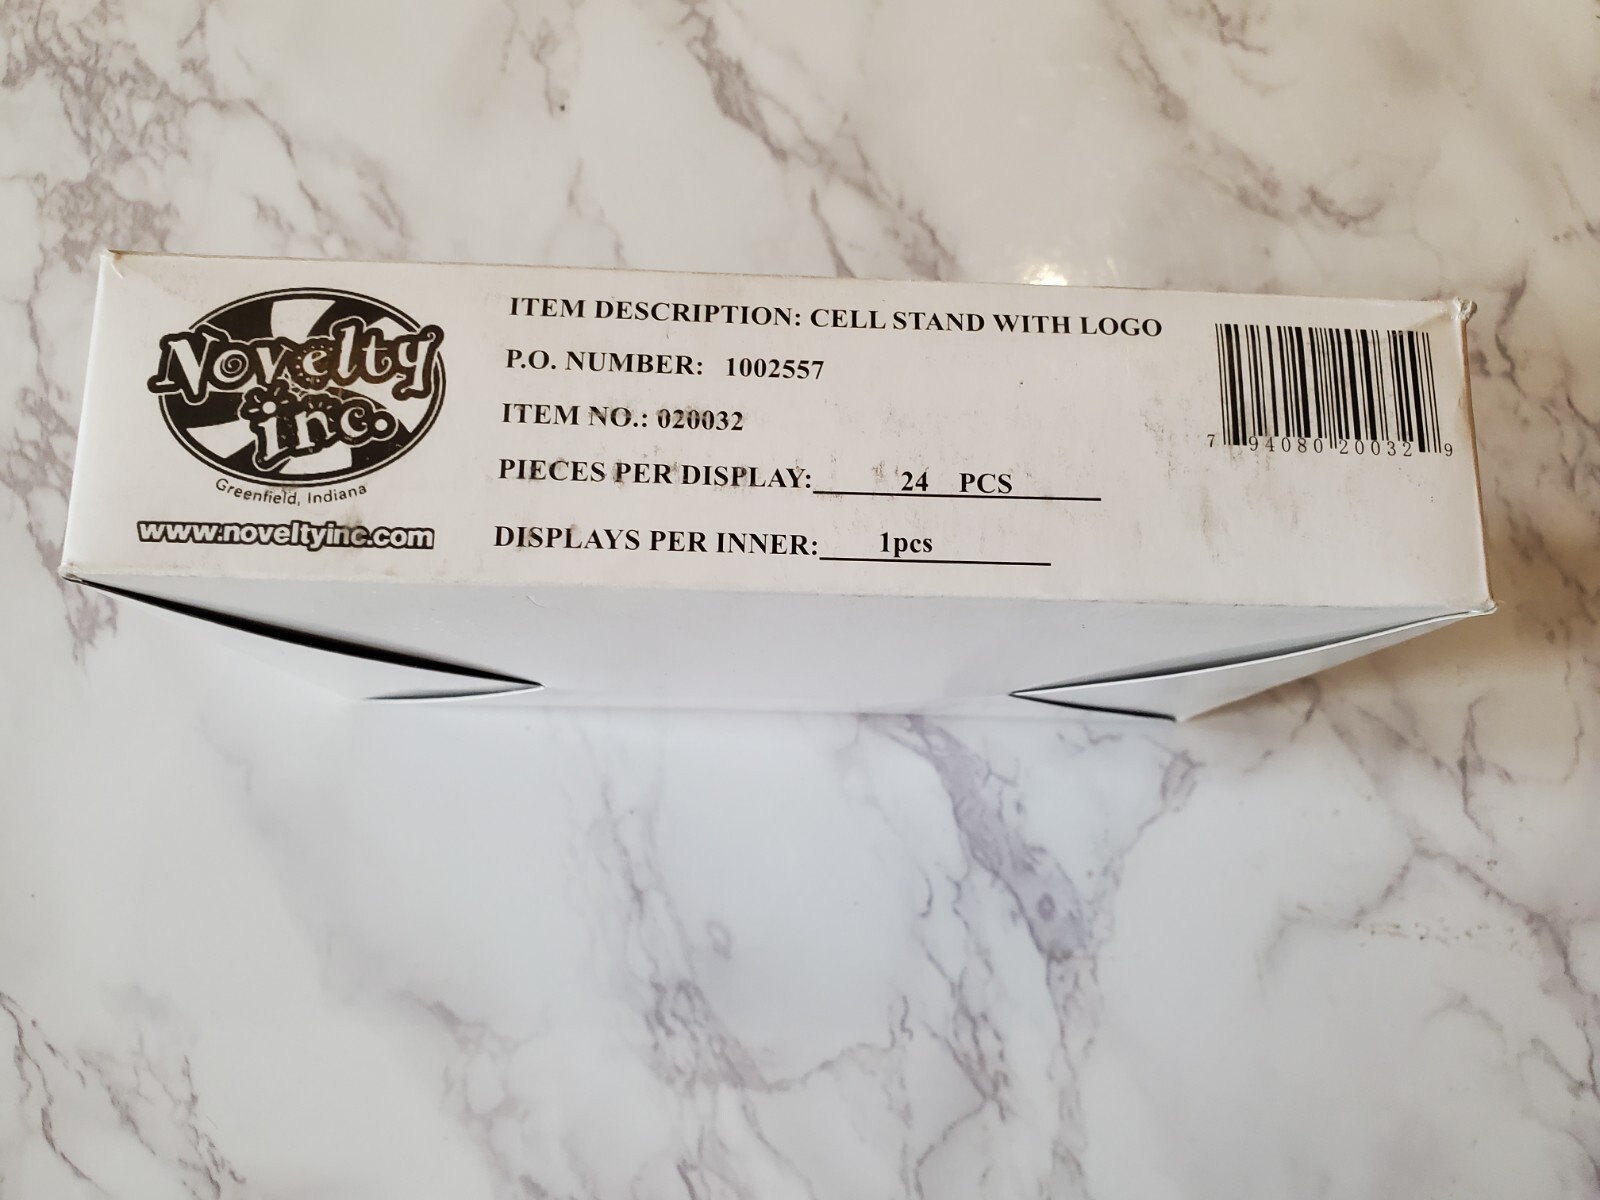 Novelty
inc.
Greenfield, Indiana
www.noveltyinc.com
ITEM DESCRIPTION: CELL STAND WITH LOGO
P.O. NUMBER: 1002557
ITEM NO.: 020032
PIECES PER DISPLAY: 24 PCS
DISPLAYS PER INNER: 1pcs
7 94080 20032 9